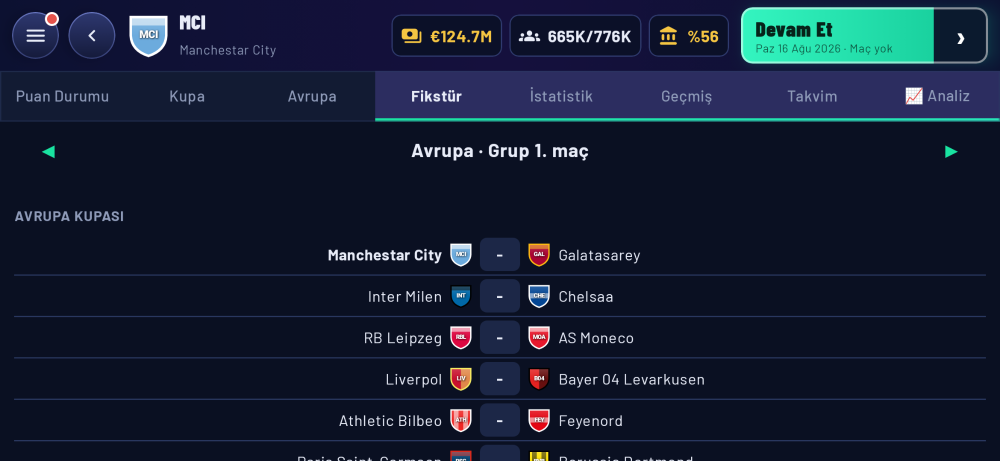 MCI
MCI
Manchestar City
€124.7M
665K/776K
%56
Devam Et
Paz 16 Ağu 2026 · Maç yok
Puan Durumu
Kupa
Avrupa
Fikstür
İstatistik
Geçmiş
Takvim
Analiz
Avrupa · Grup 1. maç
AVRUPA KUPASI
Manchestar City MCI - GAL Galatasarey
Inter Milen INT - CHE Chelsaa
RB Leipzeg RBL - MOA AS Moneco
Liverpol LIV - B04 Bayer 04 Levarkusen
Athletic Bilbeo ATH - FEY Feyenord